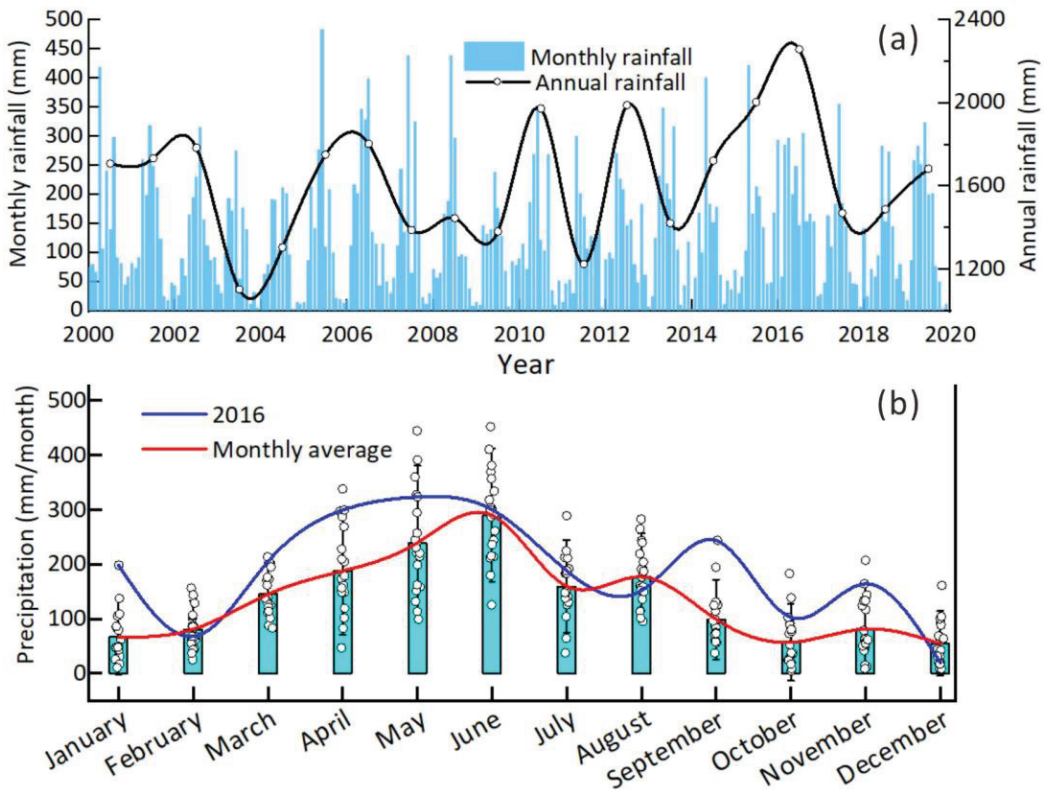 (a)
Monthly rainfall
Annual rainfall
Monthly rainfall (mm)
500
450
400
350
300
250
200
150
100
50
0
2400
2000
1600
1200
Annual rainfall (mm)
2000 2002 2004 2006 2008 2010 2012 2014 2016 2018 2020
Year
(b)
2016
Monthly average
Precipitation (mm/month)
500
400
300
200
100
0
January February March April May June July August September October November December